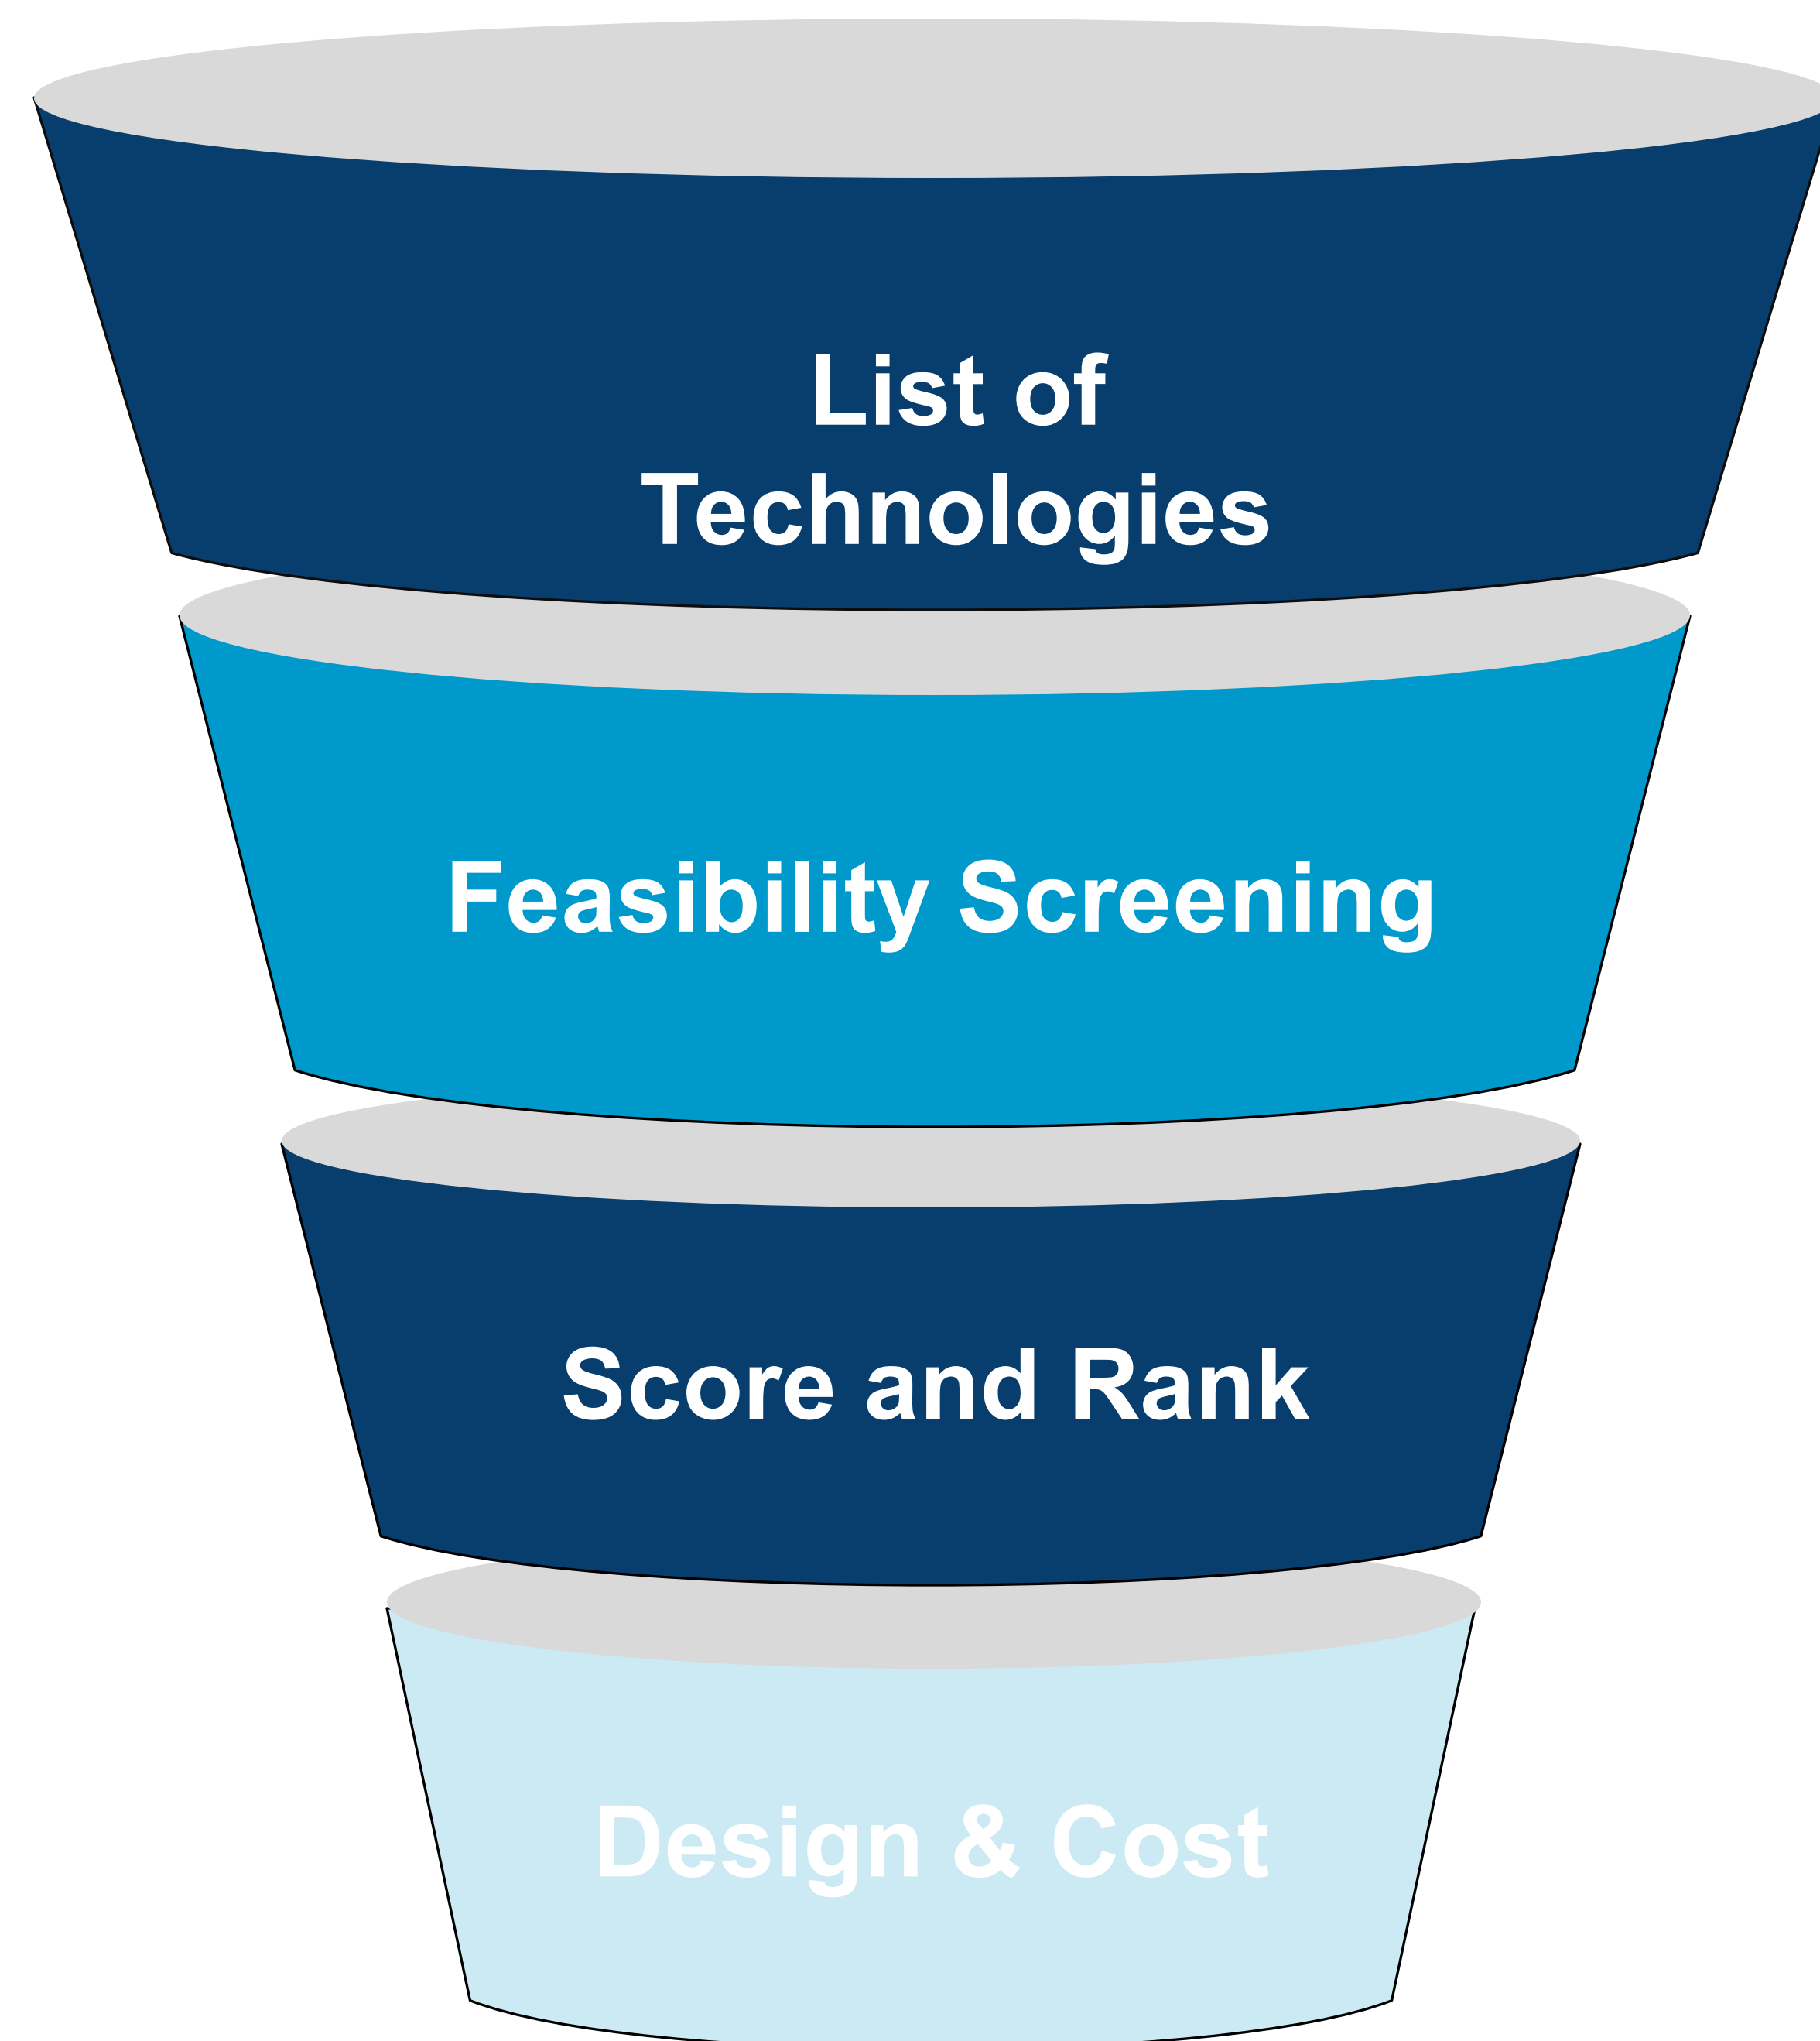 List of
Technologies
Feasibility Screening
Score and Rank
Design & Cost